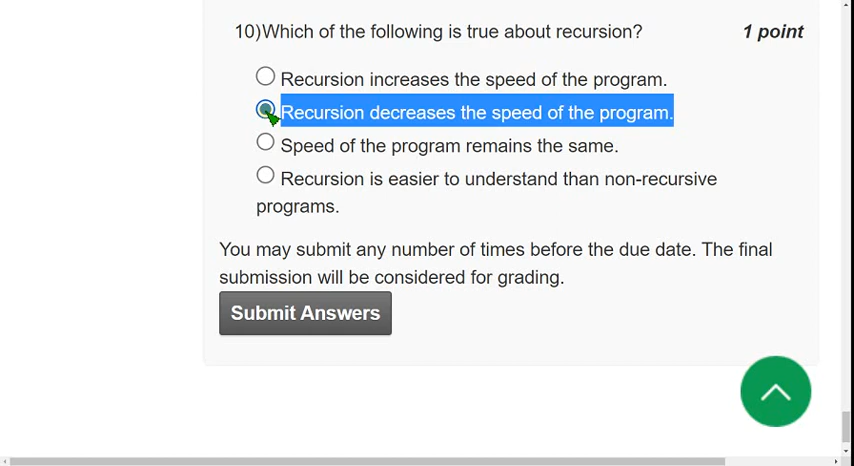 10)Which of the following is true about recursion? 1 point
Recursion increases the speed of the program.
Recursion decreases the speed of the program.
Speed of the program remains the same.
Recursion is easier to understand than non-recursive
programs.
You may submit any number of times before the due date. The final
submission will be considered for grading.
Submit Answers